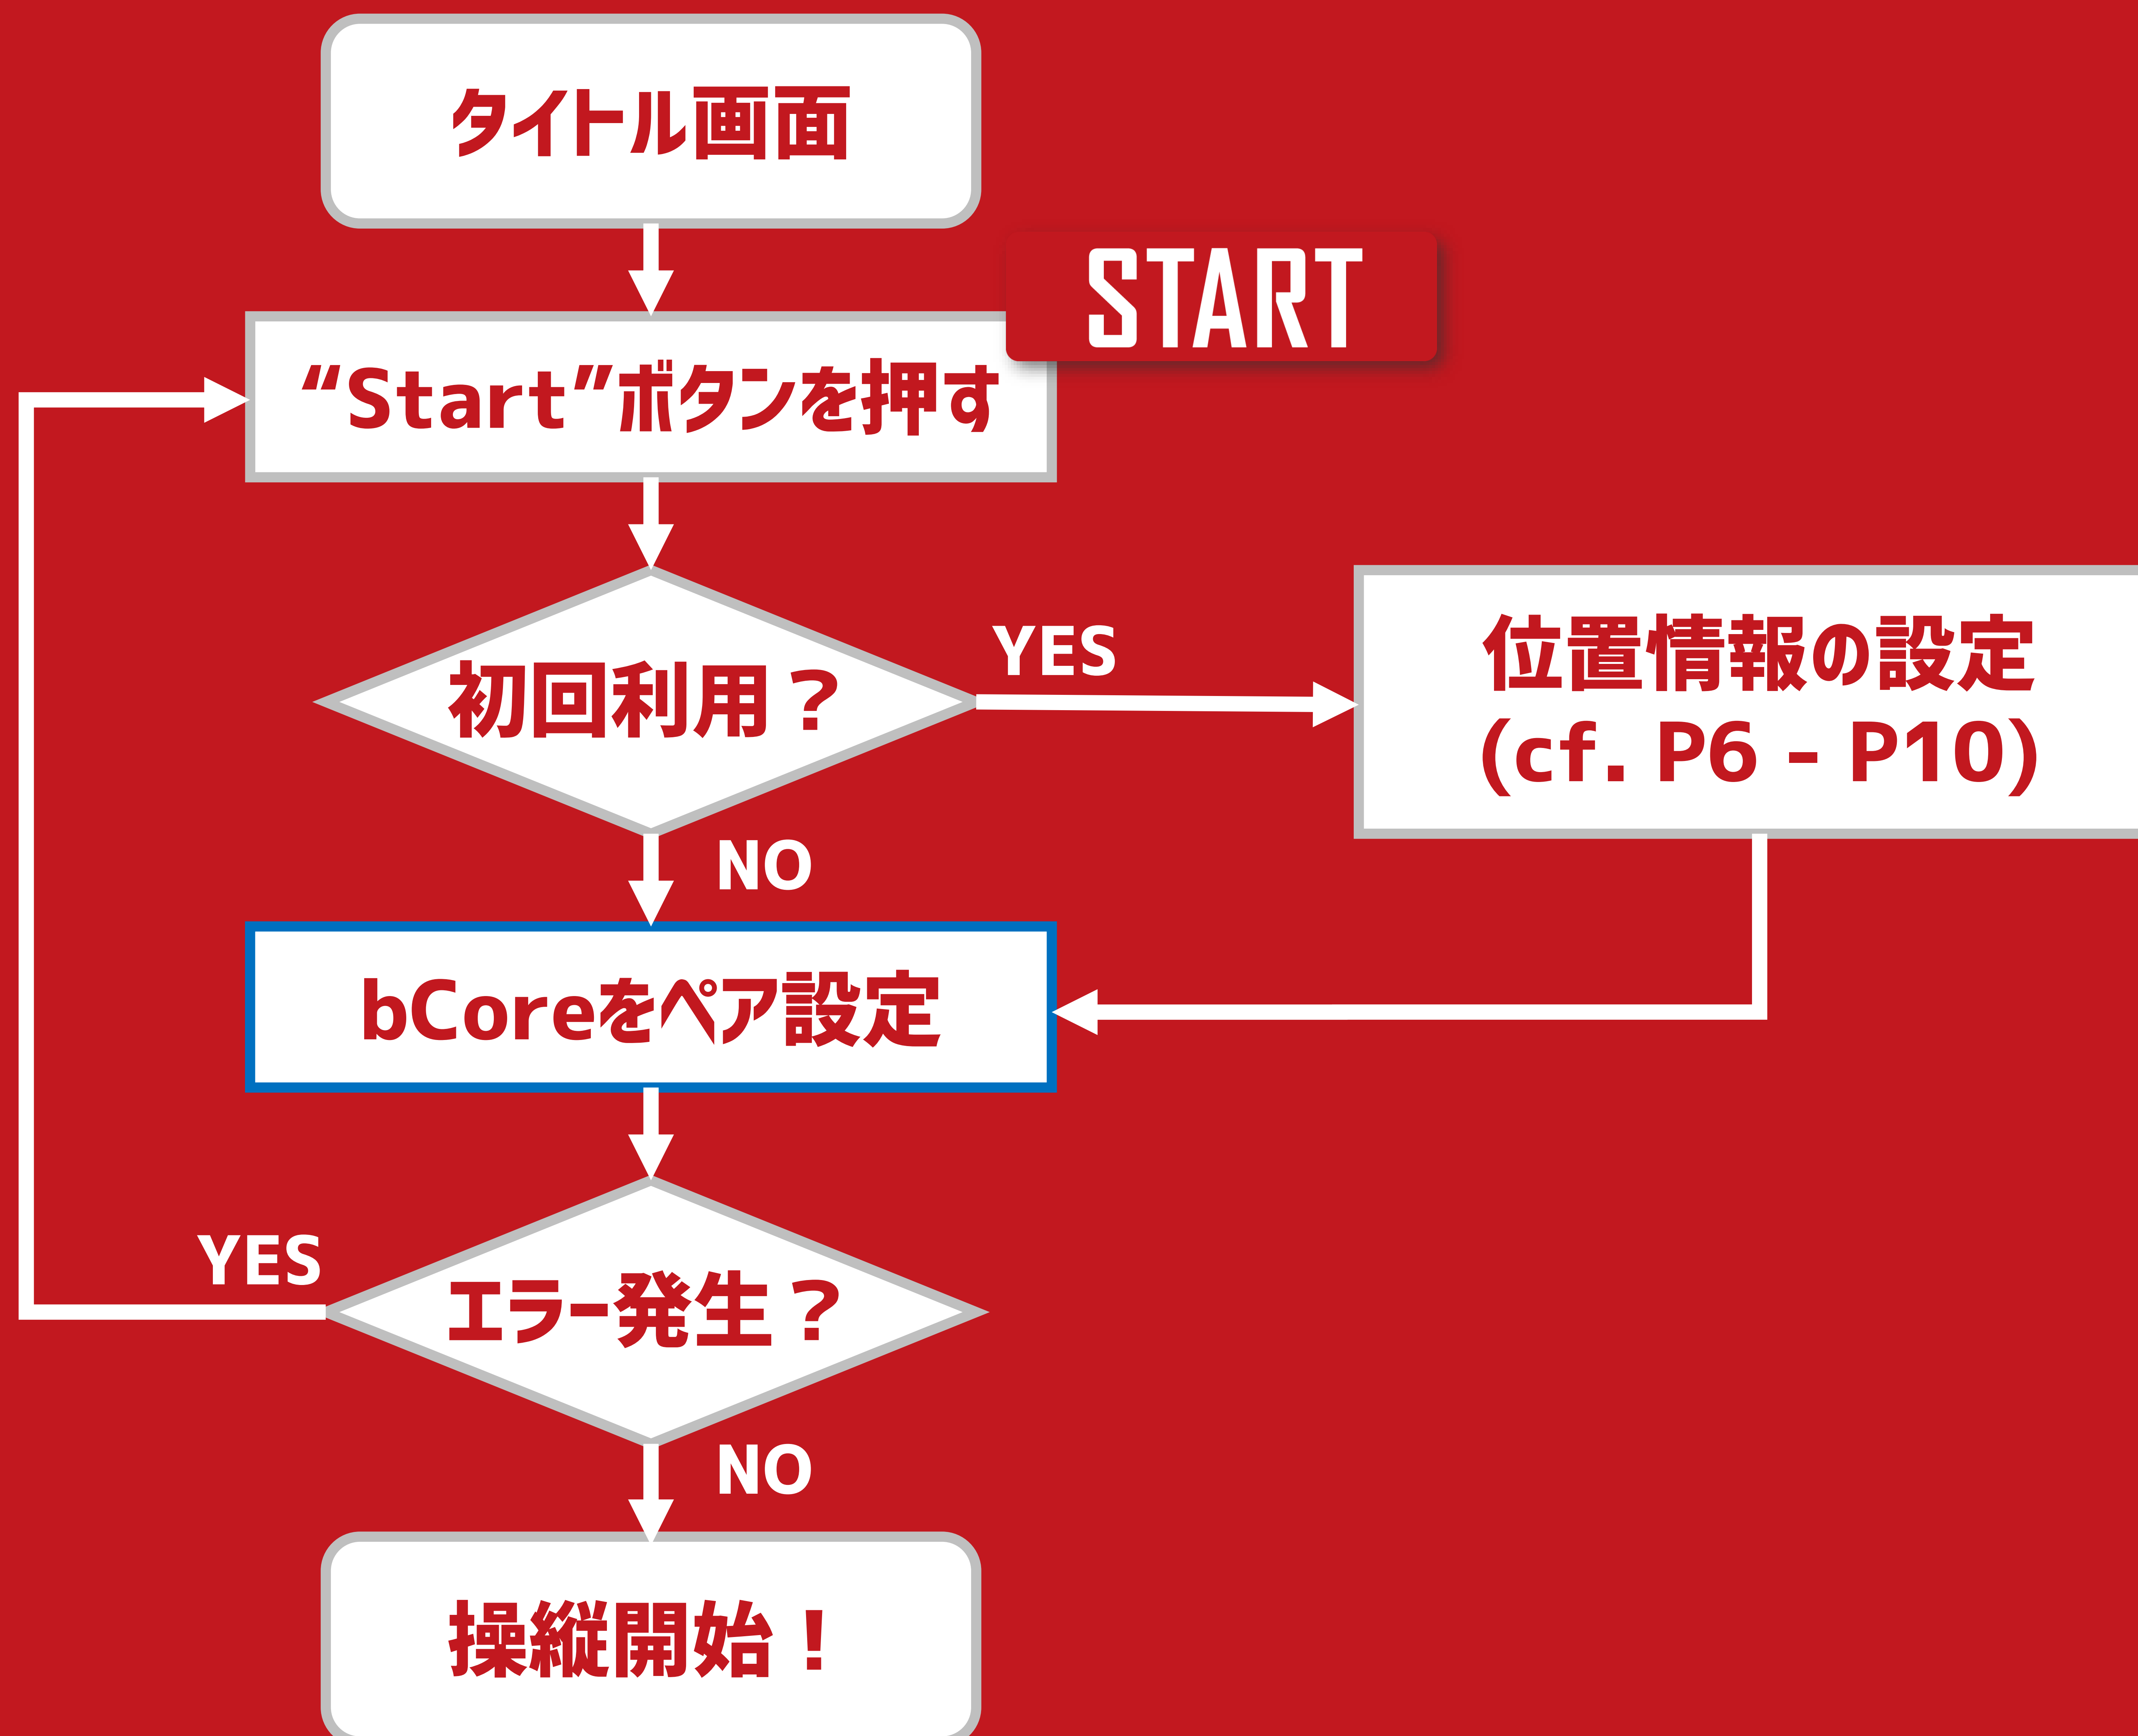 タイトル画面
START
“Start”ボタンを押す
初回利用？
YES
位置情報の設定
(cf. P6 - P10)
NO
bCoreをペア設定
YES
エラー発生？
NO
操縦開始！